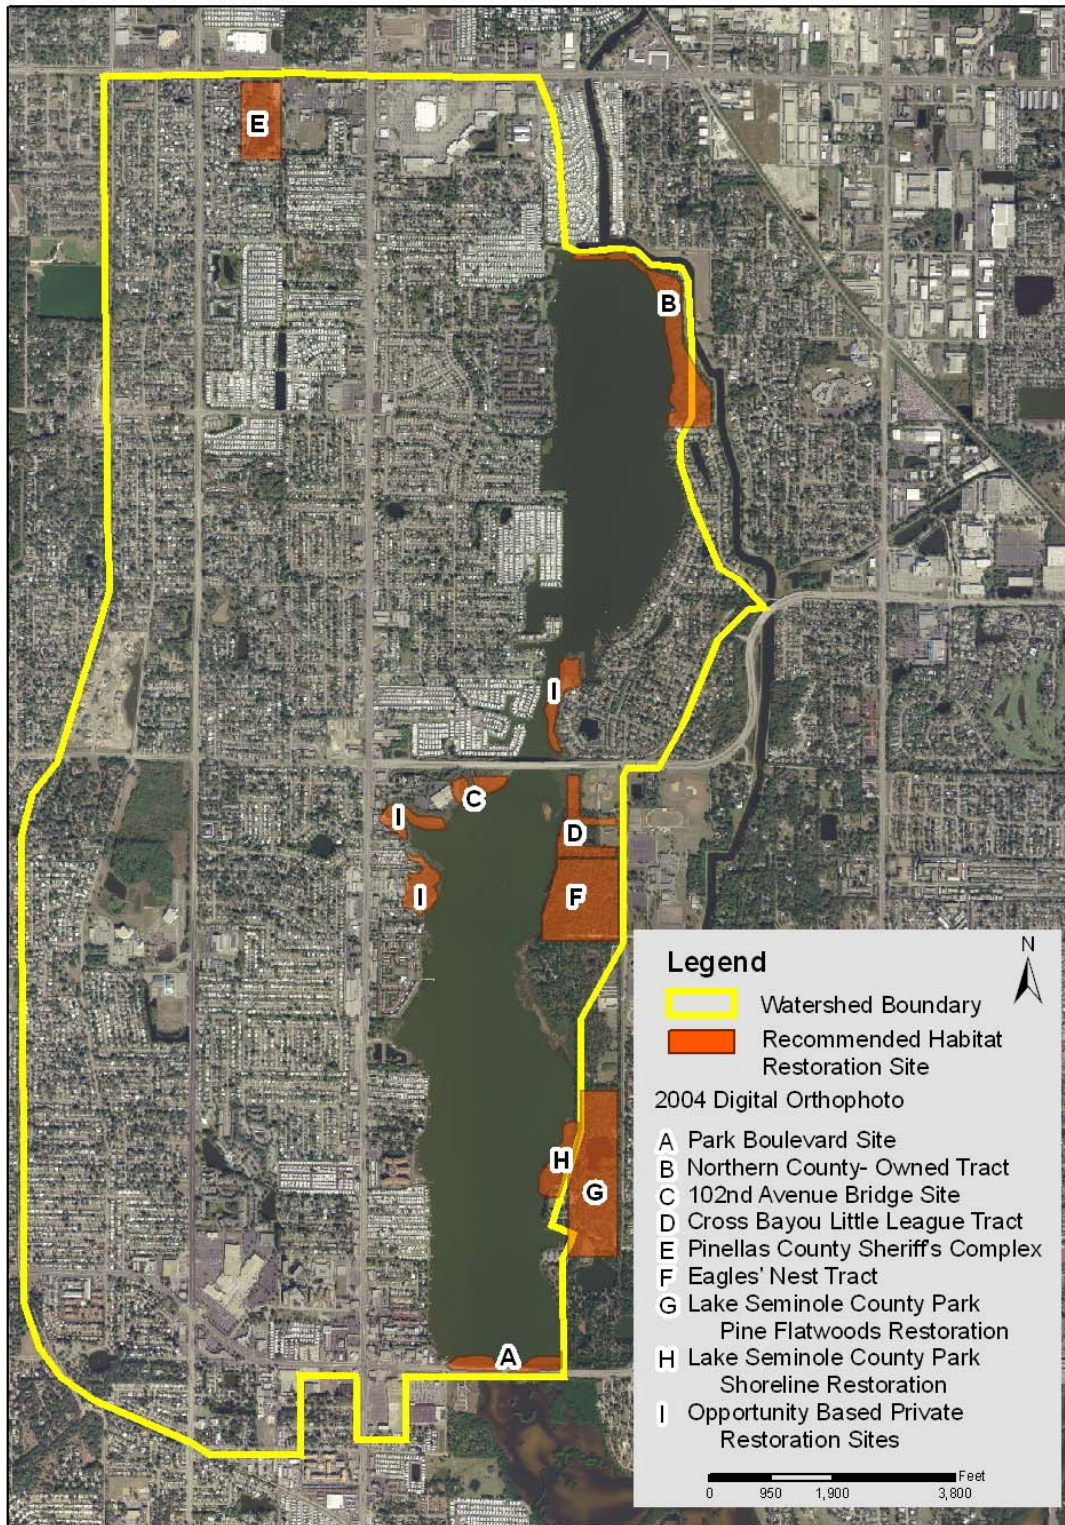 E
B
I
C
I
D
I
F
H
G
A
N
Legend
Watershed Boundary
Recommended Habitat
Restoration Site
2004 Digital Orthophoto
A Park Boulevard Site
B Northern County- Owned Tract
C 102nd Avenue Bridge Site
D Cross Bayou Little League Tract
E Pinellas County Sheriff's Complex
F Eagles' Nest Tract
G Lake Seminole County Park
Pine Flatwoods Restoration
H Lake Seminole County Park
Shoreline Restoration
I Opportunity Based Private
Restoration Sites
Feet
0 950 1,900 3,800